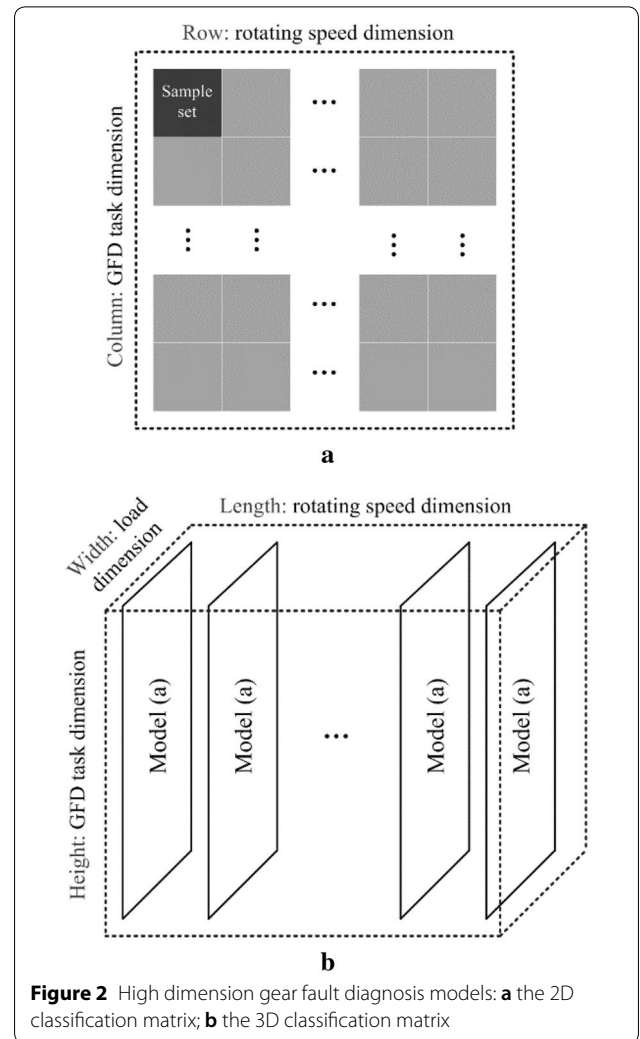 Row: rotating speed dimension
Column: GFD task dimension
Sample
set
...
...
⋮ ⋮ ⋮ ⋮
...
...
a
Length: rotating speed dimension
Width: load
dimension
Height: GFD task dimension
Model (a)
Model (a)
...
Model (a)
Model (a)
b
Figure 2 High dimension gear fault diagnosis models: a the 2D
classification matrix; b the 3D classification matrix